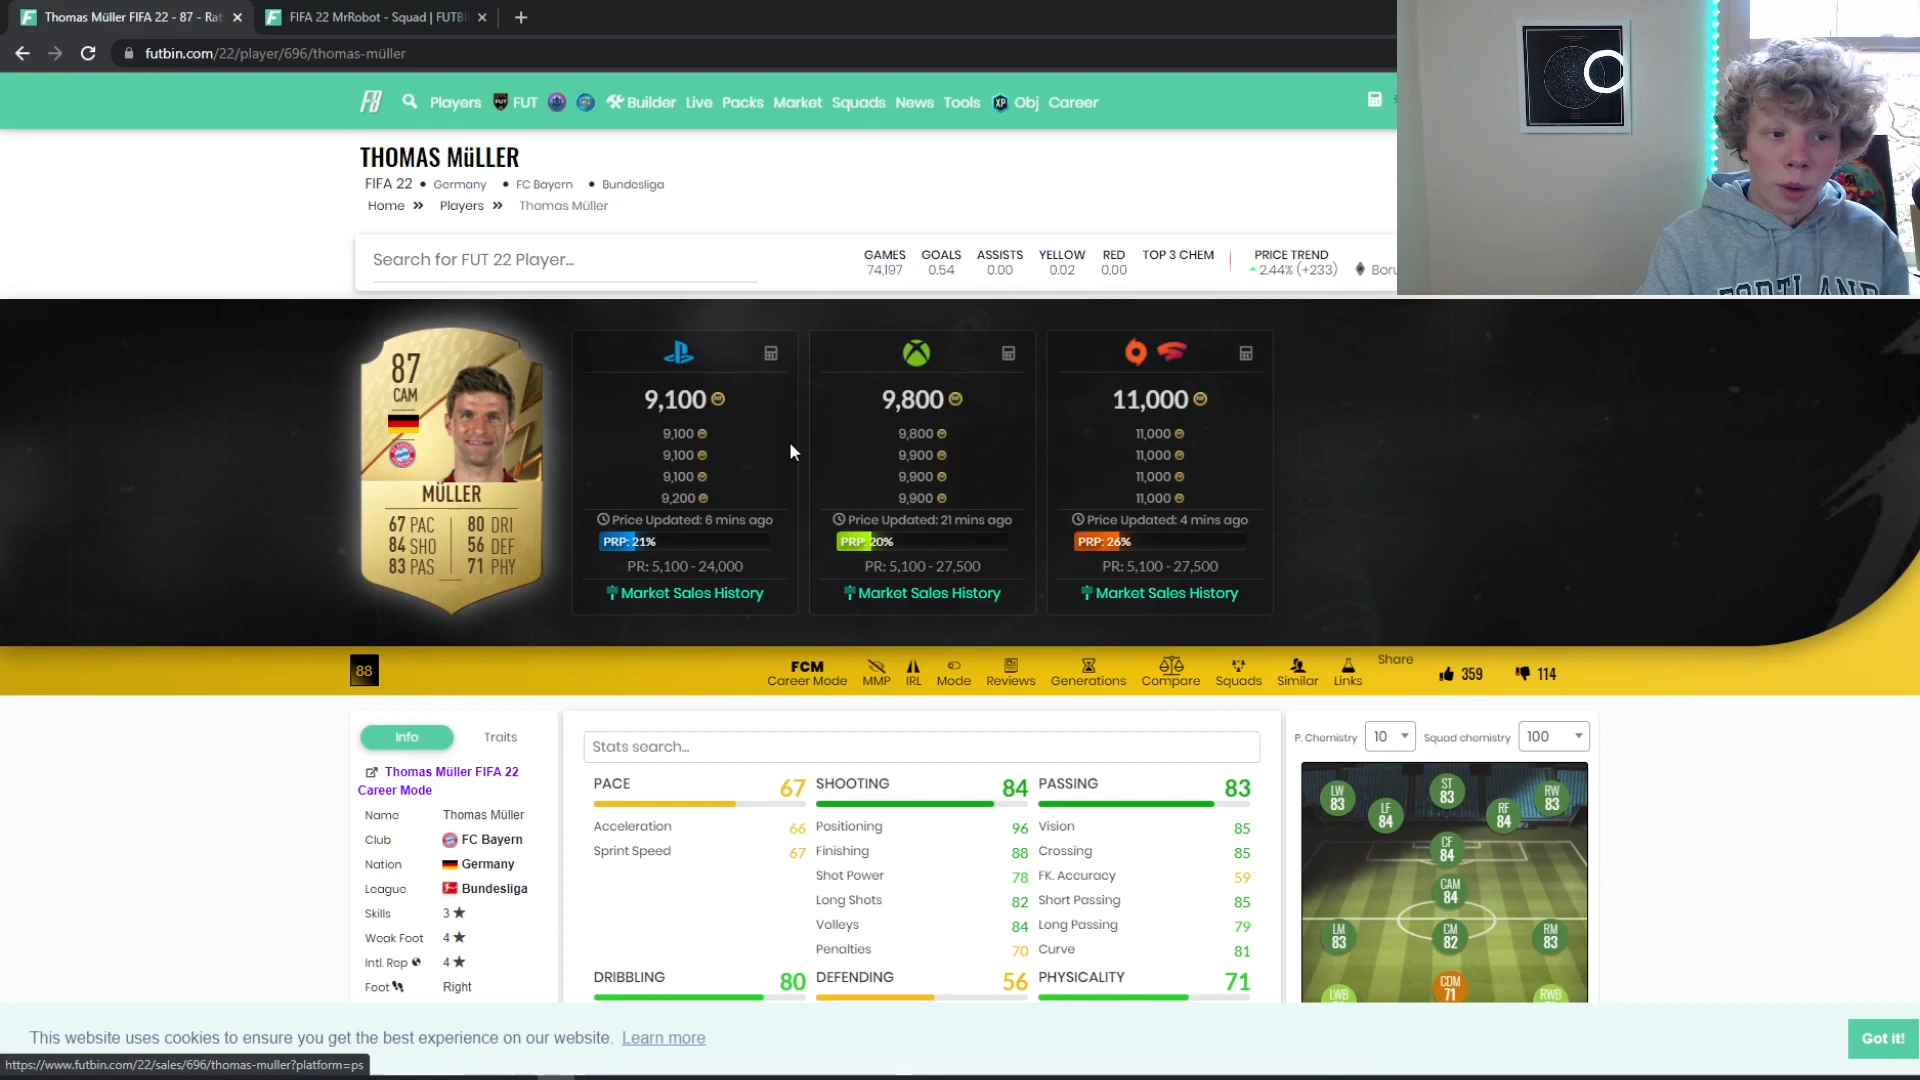 Thomas Müller FIFA 22 - 87 - Rat
FIFA 22 MrRobot - Squad | FUTBI
futbin.com/22/player/696/thomas-müller
Players FUT Builder Live Packs Market Squads News Tools XP Obj Career
THOMAS MüLLER
FIFA 22 • Germany • FC Bayern • Bundesliga
Home » Players » Thomas Müller
Search for FUT 22 Player...
GAMES GOALS ASSISTS YELLOW RED TOP 3 CHEM PRICE TREND
74,197 0.54 0.00 0.02 0.00 2.44% (+233) Boru
87
CAM
MÜLLER
67 PAC 80 DRI
84 SHO 56 DEF
83 PAS 71 PHY
9,100 9,800 11,000
9,100 9,800 11,000
9,100 9,900 11,000
9,100 9,900 11,000
9,200 9,900 11,000
Price Updated: 6 mins ago Price Updated: 21 mins ago Price Updated: 4 mins ago
PRP: 21% PRP: 20% PRP: 26%
PR: 5,100 - 24,000 PR: 5,100 - 27,500 PR: 5,100 - 27,500
Market Sales History Market Sales History Market Sales History
88
FCM
Career Mode MMP IRL Mode Reviews Generations Compare Squads Similar Links Share 359 114
Info Traits
Thomas Müller FIFA 22
Career Mode
Name Thomas Müller
Club FC Bayern
Nation Germany
League Bundesliga
Skills 3 ★
Weak Foot 4 ★
Intl. Rep 4 ★
Foot Right
Stats search...
PACE 67 SHOOTING 84 PASSING 83
Acceleration 66 Positioning 96 Vision 85
Sprint Speed 67 Finishing 88 Crossing 85
Shot Power 78 FK. Accuracy 59
Long Shots 82 Short Passing 85
Volleys 84 Long Passing 79
Penalties 70 Curve 81
DRIBBLING 80 DEFENDING 56 PHYSICALITY 71
P. Chemistry 10 Squad chemistry 100
LW 83
ST 83
RW 83
LF 84
RF 84
CF 84
CAM 84
LM 83
CM 82
RM 83
CDM 71
LWB
RWB
This website uses cookies to ensure you get the best experience on our website. Learn more
Got it!
https://www.futbin.com/22/sales/696/thomas-muller?platform=ps